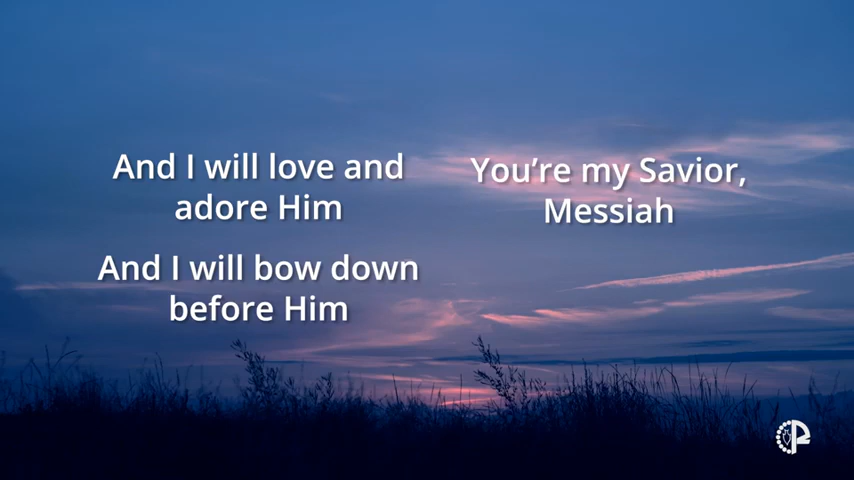 And I will love and
adore Him
And I will bow down
before Him
You’re my Savior,
Messiah